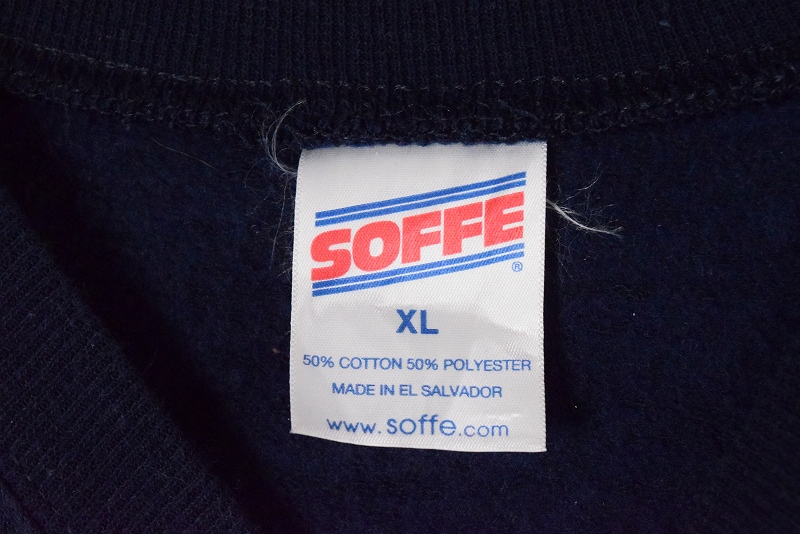 SOFFE
®
XL
50% COTTON 50% POLYESTER
MADE IN EL SALVADOR
www.soffe.com